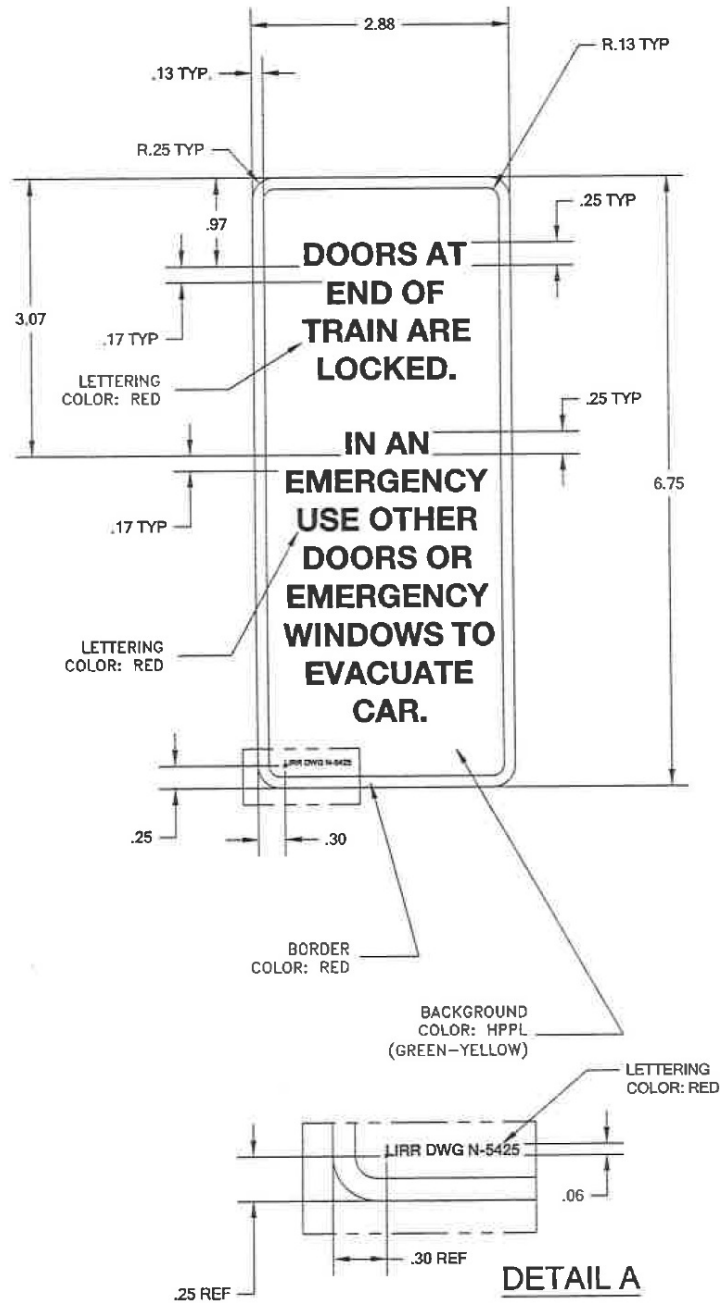 2.88
R.13 TYP
.13 TYP.
R.25 TYP
.97
.25 TYP
DOORS AT
END OF
TRAIN ARE
LOCKED.
3.07
.17 TYP
LETTERING
COLOR: RED
.25 TYP
IN AN
EMERGENCY
USE OTHER
DOORS OR
EMERGENCY
WINDOWS TO
EVACUATE
CAR.
6.75
.17 TYP
LETTERING
COLOR: RED
LIRR DWG N-5425
.25
.30
BORDER
COLOR: RED
BACKGROUND
COLOR: HPPL
(GREEN-YELLOW)
LETTERING
COLOR: RED
LIRR DWG N-5425
.06
.30 REF
.25 REF
DETAIL A